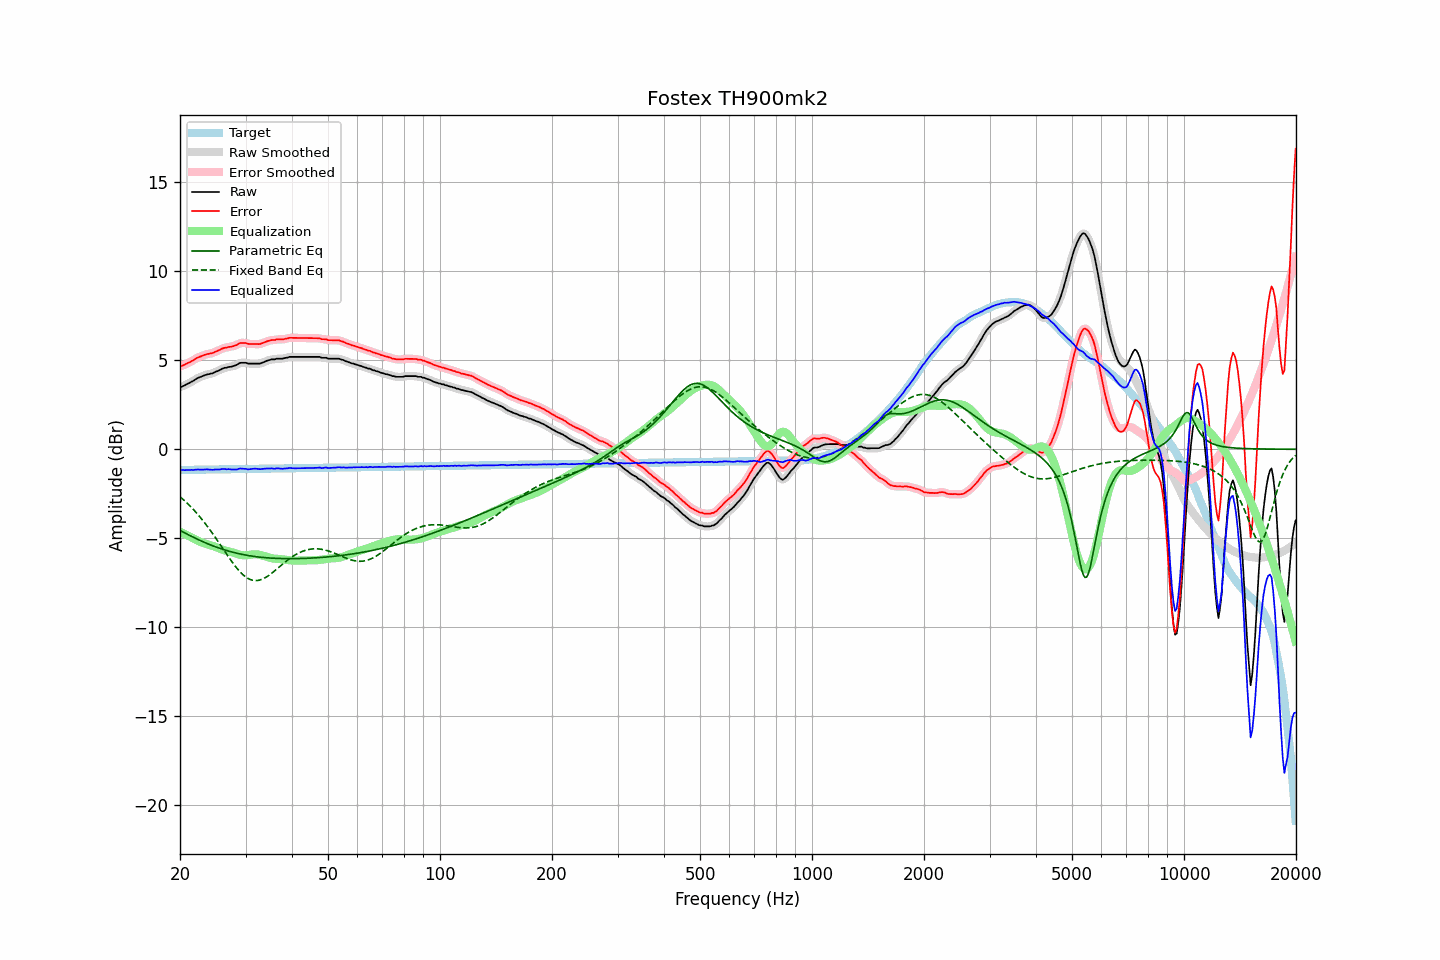 Fostex TH900mk2
Target
Raw Smoothed
Error Smoothed
Raw
Error
Equalization
Parametric Eq
Fixed Band Eq
Equalized
Amplitude (dBr)
15
10
5
0
−5
−10
−15
−20
20
50
100
200
500
1000
2000
5000
10000
20000
Frequency (Hz)